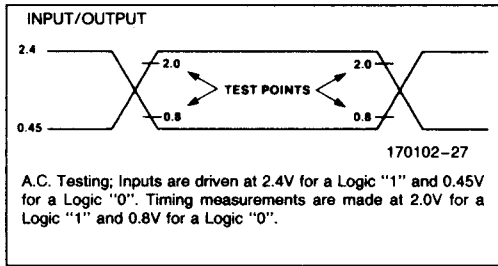 INPUT/OUTPUT
2.4
2.0
2.0
TEST POINTS
0.8
0.8
0.45
170102-27
A.C. Testing; Inputs are driven at 2.4V for a Logic "1" and 0.45V
for a Logic "0". Timing measurements are made at 2.0V for a
Logic "1" and 0.8V for a Logic "0".